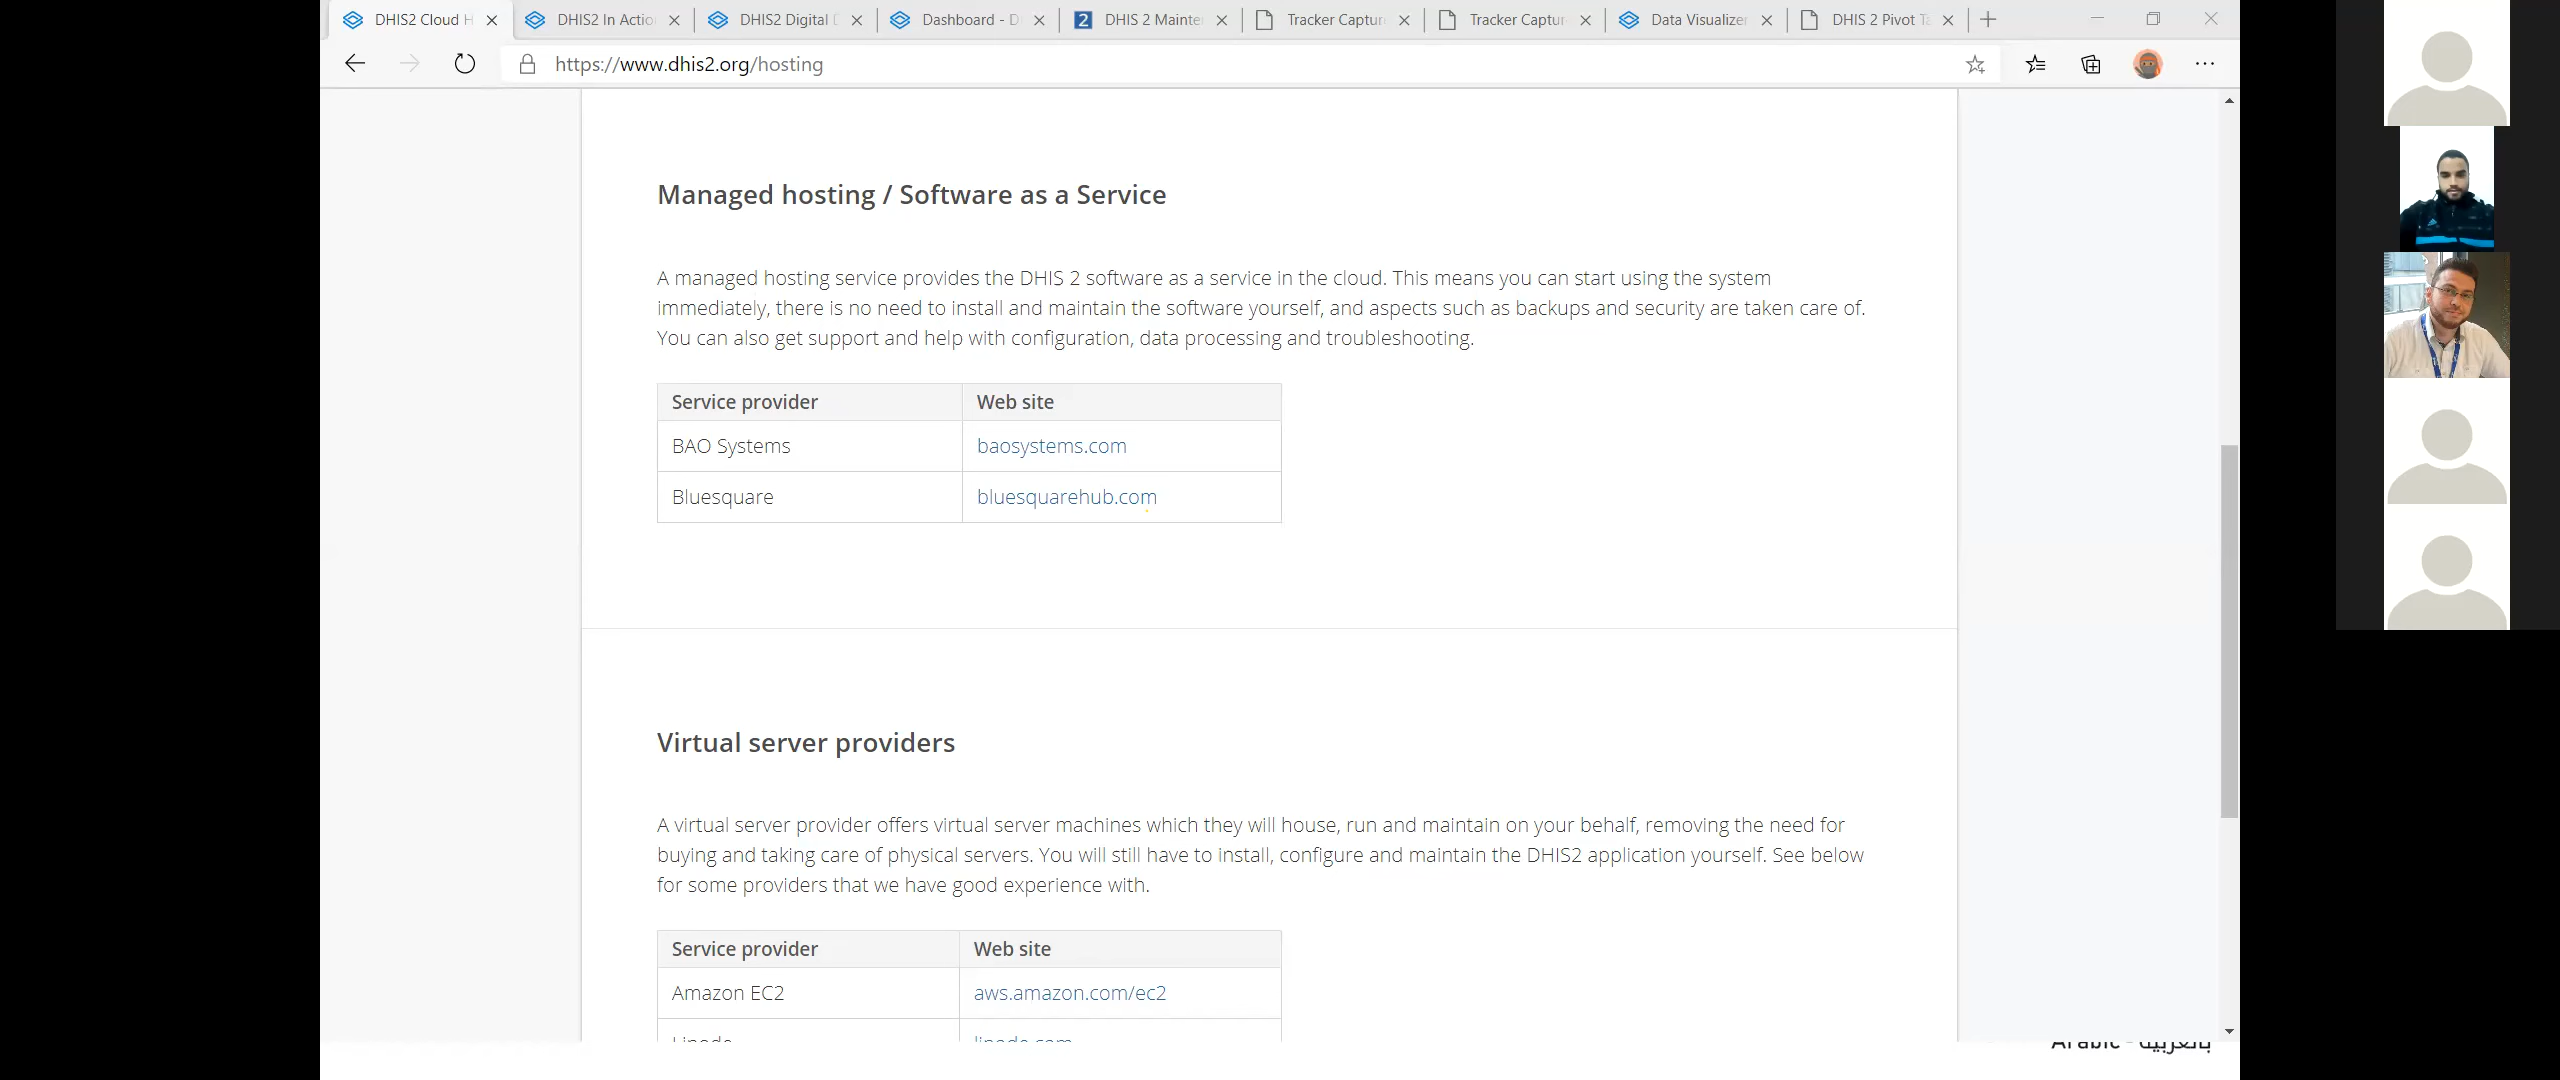 DHIS2 Cloud H
DHIS2 In Actio
DHIS2 Digital
Dashboard - D
2 DHIS 2 Mainte
Tracker Captur
Tracker Captur
Data Visualizer
DHIS 2 Pivot Ta
https://www.dhis2.org/hosting
Managed hosting / Software as a Service
A managed hosting service provides the DHIS 2 software as a service in the cloud. This means you can start using the system
immediately, there is no need to install and maintain the software yourself, and aspects such as backups and security are taken care of.
You can also get support and help with configuration, data processing and troubleshooting.
Service provider Web site
BAO Systems baosystems.com
Bluesquare bluesquarehub.com
Virtual server providers
A virtual server provider offers virtual server machines which they will house, run and maintain on your behalf, removing the need for
buying and taking care of physical servers. You will still have to install, configure and maintain the DHIS2 application yourself. See below
for some providers that we have good experience with.
Service provider Web site
Amazon EC2 aws.amazon.com/ec2
Linode linode.com
Arabic - بالعربية